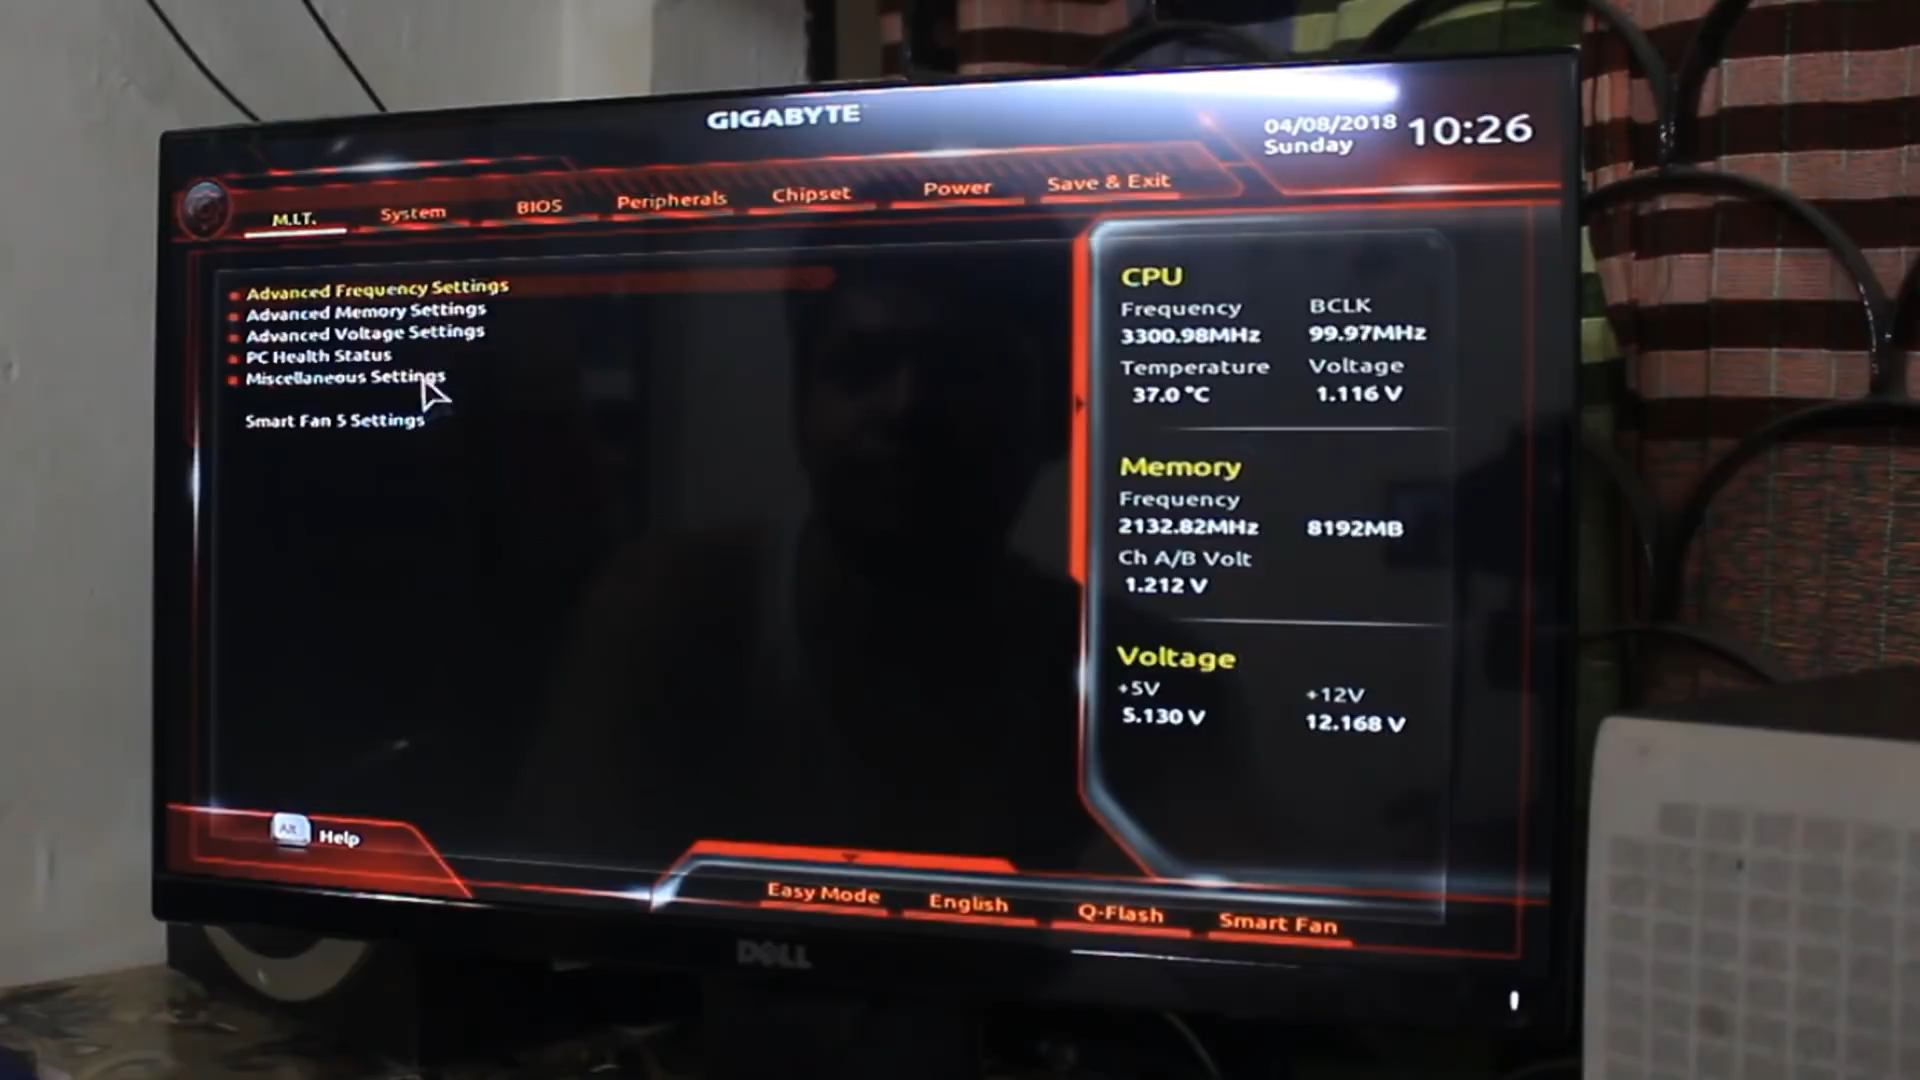 GIGABYTE
04/08/2018
Sunday
10:26
M.I.T.
System
BIOS
Peripherals
Chipset
Power
Save & Exit
Advanced Frequency Settings
Advanced Memory Settings
Advanced Voltage Settings
PC Health Status
Miscellaneous Settings
Smart Fan 5 Settings
CPU
Frequency BCLK
3300.98MHz 99.97MHz
Temperature Voltage
37.0 °C 1.116 V
Memory
Frequency
2132.82MHz 8192MB
Ch A/B Volt
1.212 V
Voltage
+5V +12V
5.130 V 12.168 V
Alt Help
Easy Mode
English
Q-Flash
Smart Fan
DELL